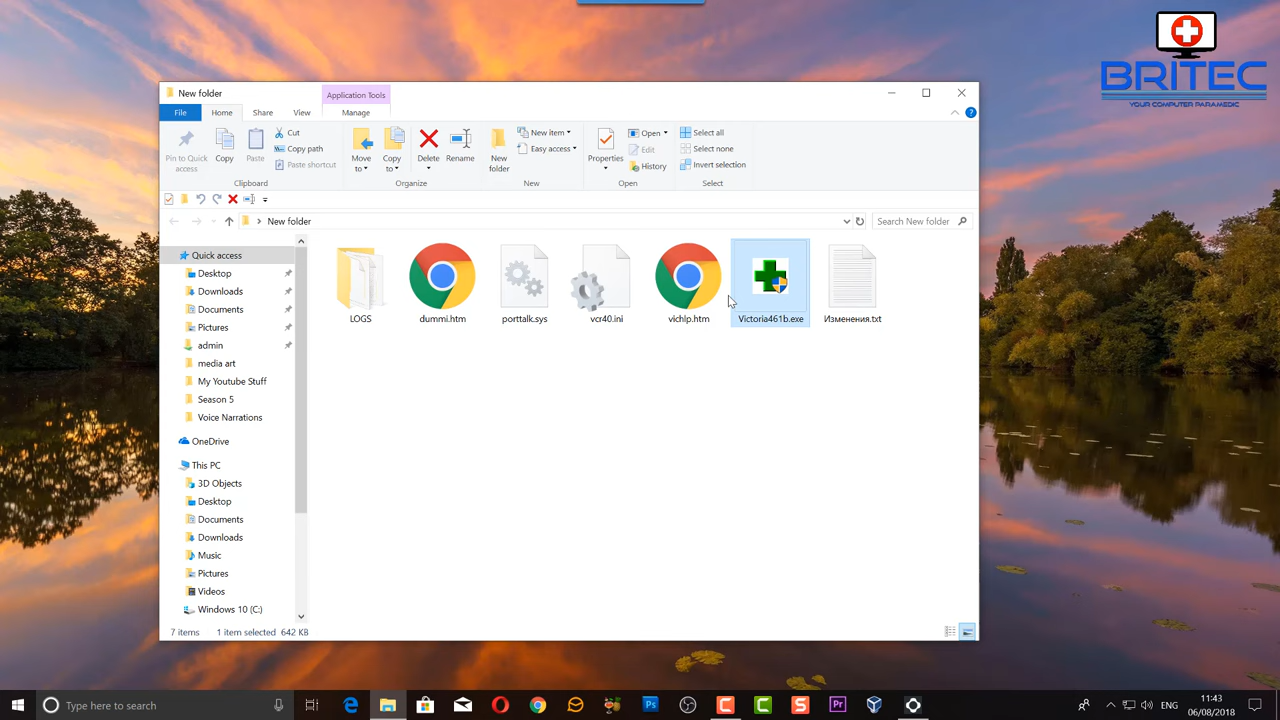 BRITEC
YOUR COMPUTER PARAMEDIC
New folder
Application Tools
File
Home
Share
View
Manage
Pin to Quick access
Copy
Paste
Cut
Copy path
Paste shortcut
Clipboard
Move to
Copy to
Delete
Rename
Organize
New folder
New item
Easy access
New
Properties
Open
Edit
History
Open
Select all
Select none
Invert selection
Select
New folder
Search New folder
Quick access
Desktop
Downloads
Documents
Pictures
admin
media art
My Youtube Stuff
Season 5
Voice Narrations
OneDrive
This PC
3D Objects
Desktop
Documents
Downloads
Music
Pictures
Videos
Windows 10 (C:)
LOGS
dummi.htm
porttalk.sys
vcr40.ini
vichlp.htm
Victoria461b.exe
Изменения.txt
7 items
1 item selected 642 KB
Type here to search
Ps
Pr
ENG
11:43
06/08/2018